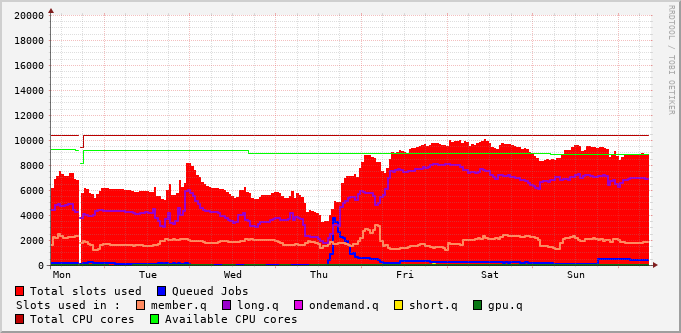 RRDTOOL / TOBI OETIKER
20000
18000
16000
14000
12000
10000
8000
6000
4000
2000
0
Mon Tue Wed Thu Fri Sat Sun
Total slots used Queued Jobs
Slots used in : member.q long.q ondemand.q short.q gpu.q
Total CPU cores Available CPU cores